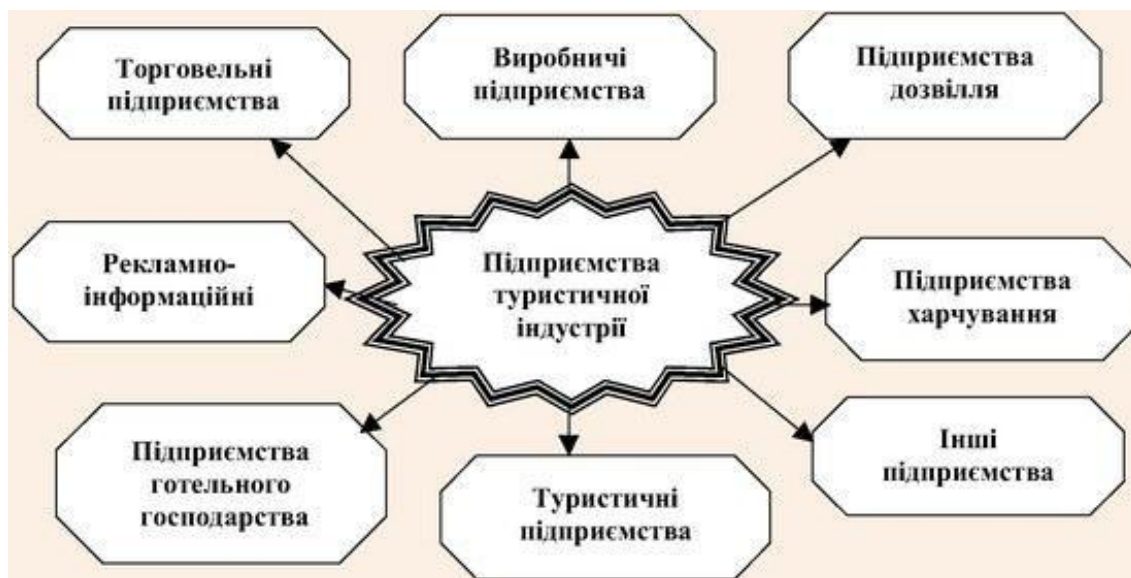 Торговельні
підприємства
Виробничі
підприємства
Підприємства
дозвілля
Рекламно-
інформаційні
Підприємства
туристичної
індустрії
Підприємства
харчування
Підприємства
готельного
господарства
Туристичні
підприємства
Інші
підприємства